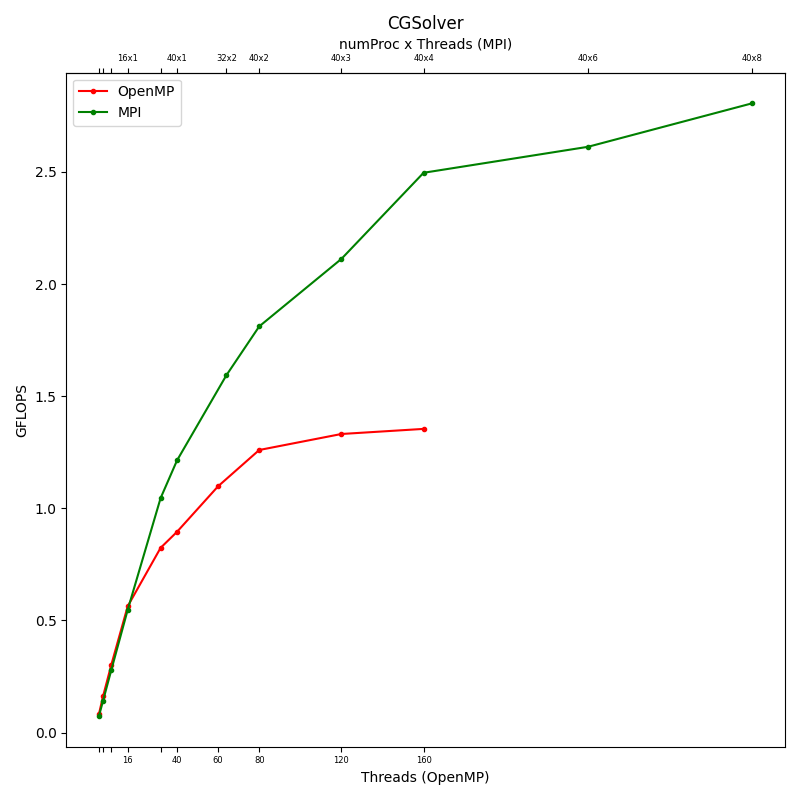 CGSolver
numProc x Threads (MPI)
16x1 40x1 32x2 40x2 40x3 40x4 40x6 40x8
OpenMP
MPI
2.5
2.0
1.5
1.0
0.5
0.0
GFLOPS
16 40 60 80 120 160
Threads (OpenMP)